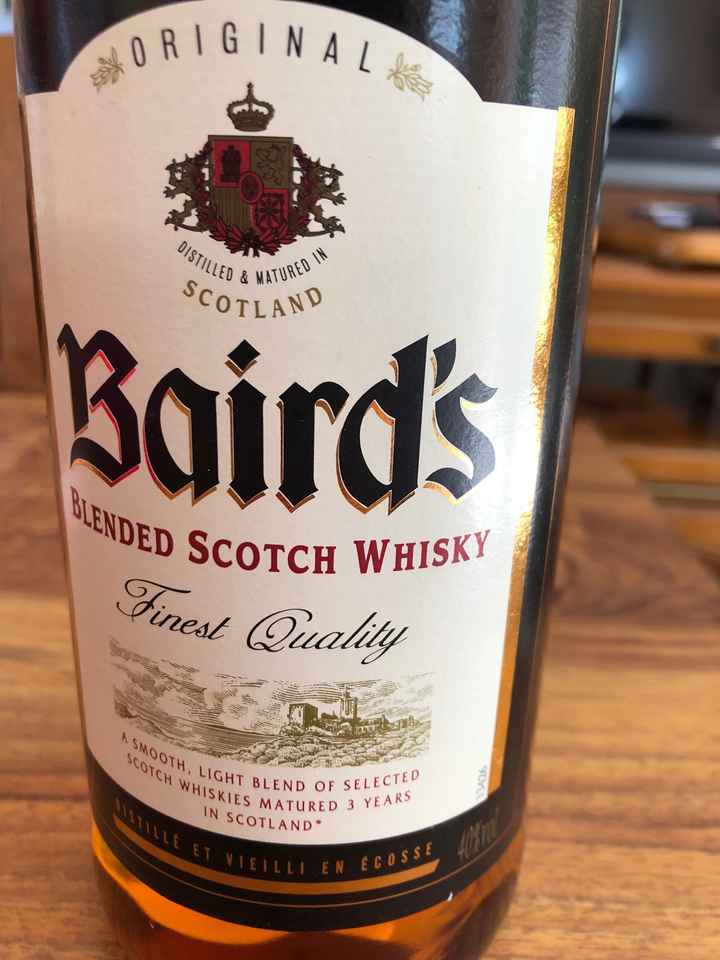 ORIGINAL
DISTILLED & MATURED IN
SCOTLAND
Baird's
BLENDED SCOTCH WHISKY
Finest Quality
A SMOOTH, LIGHT BLEND OF SELECTED
SCOTCH WHISKIES MATURED 3 YEARS
IN SCOTLAND*
DISTILLÉ ET VIEILLI EN ÉCOSSE
40%vol